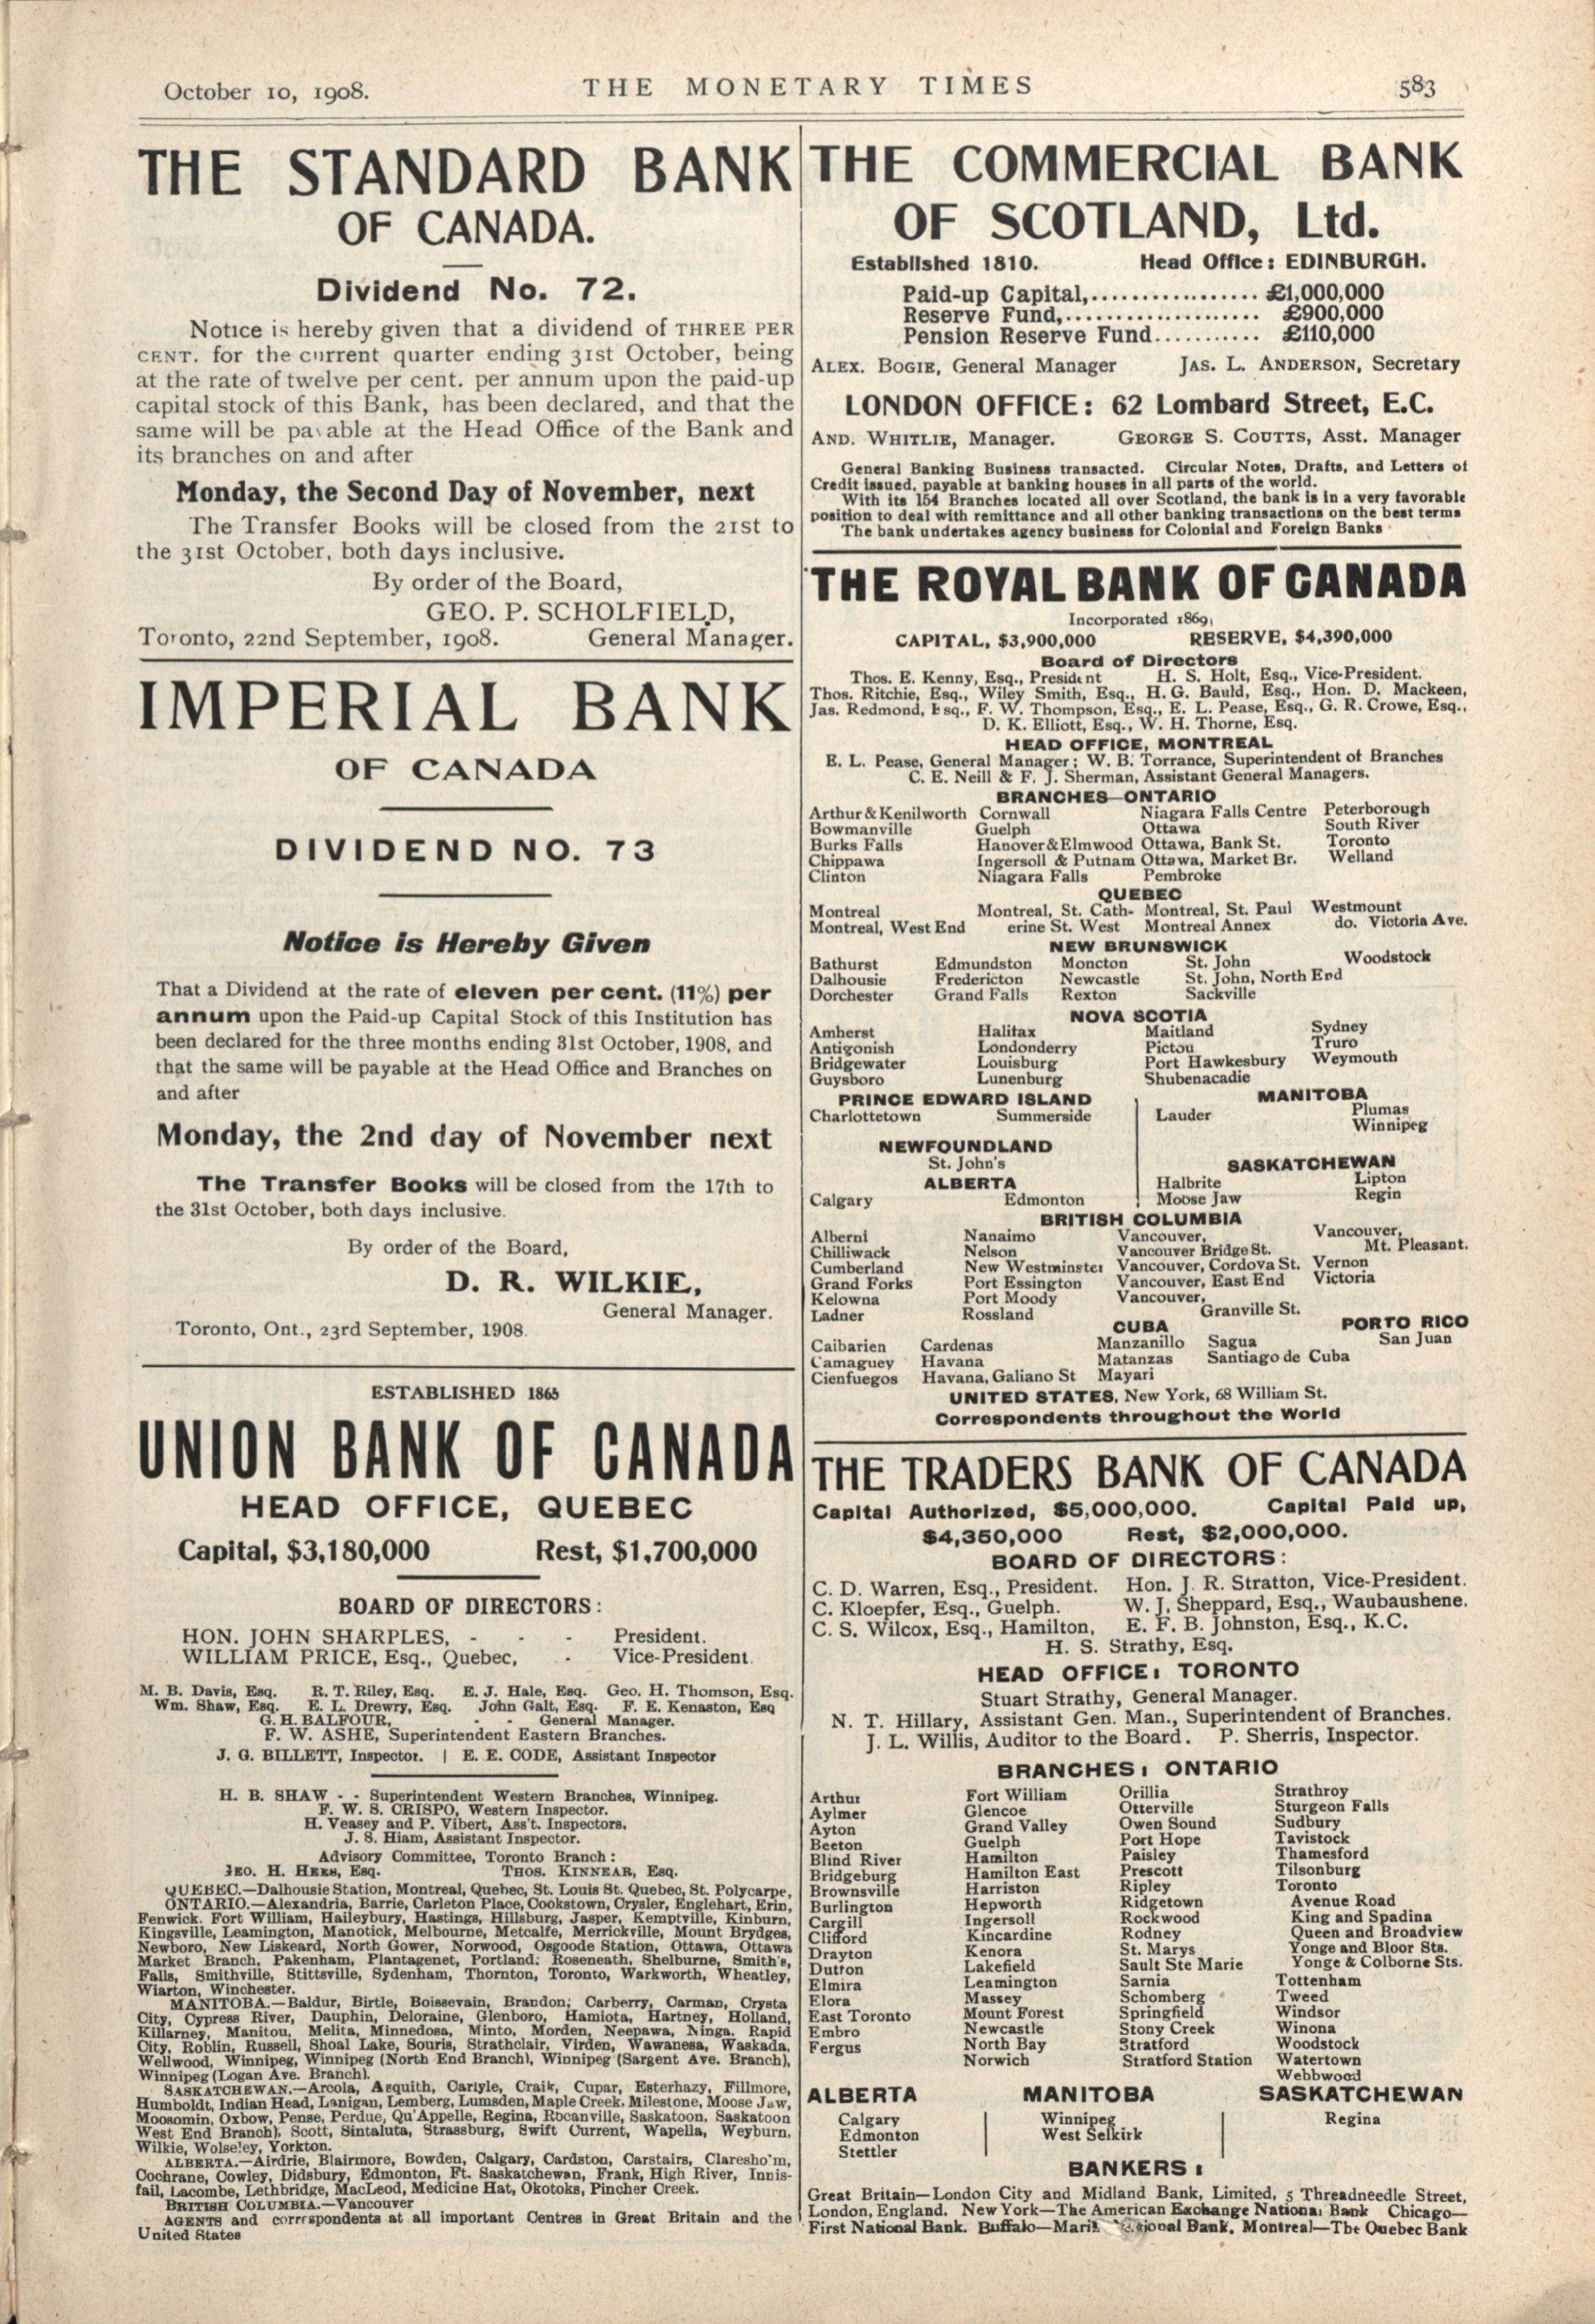 October 10, 1908.
THE MONETARY TIMES
583
THE STANDARD BANK
OF CANADA.
Dividend No. 72.
Notice is hereby given that a dividend of THREE PER
CENT. for the current quarter ending 31st October, being
at the rate of twelve per cent. per annum upon the paid-up
capital stock of this Bank, has been declared, and that the
same will be payable at the Head Office of the Bank and
its branches on and after
Monday, the Second Day of November, next
The Transfer Books will be closed from the 21st to
the 31st October, both days inclusive.
By order of the Board,
GEO. P. SCHOLFIELD,
Toronto, 22nd September, 1908. General Manager.
IMPERIAL BANK
OF CANADA
DIVIDEND NO. 73
Notice is Hereby Given
That a Dividend at the rate of eleven per cent. (11%) per
annum upon the Paid-up Capital Stock of this Institution has
been declared for the three months ending 31st October, 1908, and
that the same will be payable at the Head Office and Branches on
and after
Monday, the 2nd day of November next
The Transfer Books will be closed from the 17th to
the 31st October, both days inclusive.
By order of the Board,
D. R. WILKIE,
General Manager.
Toronto, Ont., 23rd September, 1908.
ESTABLISHED 1865
UNION BANK OF CANADA
HEAD OFFICE, QUEBEC
Capital, $3,180,000 Rest, $1,700,000
BOARD OF DIRECTORS:
HON. JOHN SHARPLES, - - - President.
WILLIAM PRICE, Esq., Quebec, - Vice-President.
M. B. Davis, Esq. R. T. Riley, Esq. E. J. Hale, Esq. Geo. H. Thomson, Esq.
Wm. Shaw, Esq. E. L. Drewry, Esq. John Galt, Esq. F. E. Kenaston, Esq
G. H. BALFOUR, - - General Manager.
F. W. ASHE, Superintendent Eastern Branches.
J. G. BILLETT, Inspector. | E. E. CODE, Assistant Inspector
H. B. SHAW - - Superintendent Western Branches, Winnipeg.
F. W. S. CRISPO, Western Inspector.
H. Veasey and P. Vibert, Ass't. Inspectors.
J. S. Hiam, Assistant Inspector.
Advisory Committee, Toronto Branch:
GEO. H. HEES, Esq. THOS. KINNEAR, Esq.
QUEBEC.—Dalhousie Station, Montreal, Quebec, St. Louis St. Quebec, St. Polycarpe,
ONTARIO.—Alexandria, Barrie, Carleton Place, Cookstown, Crysler, Englehart, Erin,
Fenwick. Fort William, Haileybury, Hastings, Hillsburg, Jasper, Kemptville, Kinburn,
Kingsville, Leamington, Manotick, Melbourne, Metcalfe, Merrickville, Mount Brydges,
Newboro, New Liskeard, North Gower, Norwood, Osgoode Station, Ottawa, Ottawa
Market Branch, Pakenham, Plantagenet, Portland: Roseneath, Shelburne, Smith's,
Falls, Smithville, Stittsville, Sydenham, Thornton, Toronto, Warkworth, Wheatley,
Wiarton, Winchester.
MANITOBA.—Baldur, Birtle, Boissevain, Brandon; Carberry, Carman, Crysta
City, Cypress River, Dauphin, Deloraine, Glenboro, Hamiota, Hartney, Holland,
Killarney, Manitou, Melita, Minnedosa, Minto, Morden, Neepawa, Ninga. Rapid
City, Roblin, Russell, Shoal Lake, Souris, Strathclair, Virden, Wawanesa, Waskada,
Wellwood, Winnipeg, Winnipeg (North End Branch), Winnipeg (Sargent Ave. Branch),
Winnipeg (Logan Ave. Branch).
SASKATCHEWAN.—Arcola, Asquith, Carlyle, Craik, Cupar, Esterhazy, Fillmore,
Humboldt, Indian Head, Lanigan, Lemberg, Lumsden, Maple Creek, Milestone, Moose Jaw,
Moosomin, Oxbow, Pense, Perdue, Qu'Appelle, Regina, Rocanville, Saskatoon, Saskatoon
West End Branch), Scott, Sintaluta, Strassburg, Swift Current, Wapella, Weyburn,
Wilkie, Wolseley, Yorkton.
ALBERTA.—Airdrie, Blairmore, Bowden, Calgary, Cardston, Carstairs, Claresho'm,
Cochrane, Cowley, Didsbury, Edmonton, Ft. Saskatchewan, Frank, High River, Innis-
fail, Lacombe, Lethbridge, MacLeod, Medicine Hat, Okotoks, Pincher Creek.
BRITISH COLUMBIA.—Vancouver
AGENTS and correspondents at all important Centres in Great Britain and the
United States
THE COMMERCIAL BANK
OF SCOTLAND, Ltd.
Established 1810. Head Office: EDINBURGH.
Paid-up Capital,................. £1,000,000
Reserve Fund,.................... £900,000
Pension Reserve Fund........... £110,000
ALEX. BOGIE, General Manager JAS. L. ANDERSON, Secretary
LONDON OFFICE: 62 Lombard Street, E.C.
AND. WHITLIE, Manager. GEORGE S. COUTTS, Asst. Manager
General Banking Business transacted. Circular Notes, Drafts, and Letters of
Credit issued, payable at banking houses in all parts of the world.
With its 154 Branches located all over Scotland, the bank is in a very favorable
position to deal with remittance and all other banking transactions on the best terms
The bank undertakes agency business for Colonial and Foreign Banks
THE ROYAL BANK OF CANADA
Incorporated 1869,
CAPITAL, $3,900,000 RESERVE, $4,390,000
Board of Directors
Thos. E. Kenny, Esq., President H. S. Holt, Esq., Vice-President.
Thos. Ritchie, Esq., Wiley Smith, Esq., H. G. Bauld, Esq., Hon. D. Mackeen,
Jas. Redmond, Esq., F. W. Thompson, Esq., E. L. Pease, Esq., G. R. Crowe, Esq.,
D. K. Elliott, Esq., W. H. Thorne, Esq.
HEAD OFFICE, MONTREAL
E. L. Pease, General Manager; W. B. Torrance, Superintendent of Branches
C. E. Neill & F. J. Sherman, Assistant General Managers.
BRANCHES—ONTARIO
Arthur & Kenilworth Cornwall Niagara Falls Centre Peterborough
Bowmanville Guelph Ottawa South River
Burks Falls Hanover & Elmwood Ottawa, Bank St. Toronto
Chippawa Ingersoll & Putnam Ottawa, Market Br. Welland
Clinton Niagara Falls Pembroke
QUEBEC
Montreal Montreal, St. Cath- Montreal, St. Paul Westmount
Montreal, West End erine St. West Montreal Annex do. Victoria Ave.
NEW BRUNSWICK
Bathurst Edmundston Moncton St. John Woodstock
Dalhousie Fredericton Newcastle St. John, North End
Dorchester Grand Falls Rexton Sackville
NOVA SCOTIA
Amherst Halifax Maitland Sydney
Antigonish Londonderry Pictou Truro
Bridgewater Louisburg Port Hawkesbury Weymouth
Guysboro Lunenburg Shubenacadie
PRINCE EDWARD ISLAND MANITOBA
Charlottetown Summerside Lauder Plumas
Winnipeg
NEWFOUNDLAND
St. John's SASKATCHEWAN
ALBERTA Halbrite Lipton
Calgary Edmonton Moose Jaw Regin
BRITISH COLUMBIA
Alberni Nanaimo Vancouver, Vancouver,
Chilliwack Nelson Vancouver Bridge St. Mt. Pleasant.
Cumberland New Westminster Vancouver, Cordova St. Vernon
Grand Forks Port Essington Vancouver, East End Victoria
Kelowna Port Moody Vancouver,
Ladner Rossland Granville St.
CUBA PORTO RICO
Caibarien Cardenas Manzanillo Sagua San Juan
Camaguey Havana Matanzas Santiago de Cuba
Cienfuegos Havana, Galiano St Mayari
UNITED STATES, New York, 68 William St.
Correspondents throughout the World
THE TRADERS BANK OF CANADA
Capital Authorized, $5,000,000. Capital Paid up,
$4,350,000 Rest, $2,000,000.
BOARD OF DIRECTORS:
C. D. Warren, Esq., President. Hon. J. R. Stratton, Vice-President.
C. Kloepfer, Esq., Guelph. W. J. Sheppard, Esq., Waubaushene.
C. S. Wilcox, Esq., Hamilton, E. F. B. Johnston, Esq., K.C.
H. S. Strathy, Esq.
HEAD OFFICE: TORONTO
Stuart Strathy, General Manager.
N. T. Hillary, Assistant Gen. Man., Superintendent of Branches.
J. L. Willis, Auditor to the Board. P. Sherris, Inspector.
BRANCHES: ONTARIO
Arthur Fort William Orillia Strathroy
Aylmer Glencoe Otterville Sturgeon Falls
Ayton Grand Valley Owen Sound Sudbury
Beeton Guelph Port Hope Tavistock
Blind River Hamilton Paisley Thamesford
Bridgeburg Hamilton East Prescott Tilsonburg
Brownsville Harriston Ripley Toronto
Burlington Hepworth Ridgetown Avenue Road
Cargill Ingersoll Rockwood King and Spadina
Clifford Kincardine Rodney Queen and Broadview
Drayton Kenora St. Marys Yonge and Bloor Sts.
Dutton Lakefield Sault Ste Marie Yonge & Colborne Sts.
Elmira Leamington Sarnia Tottenham
Elora Massey Schomberg Tweed
East Toronto Mount Forest Springfield Windsor
Embro Newcastle Stony Creek Winona
Fergus North Bay Stratford Woodstock
Norwich Stratford Station Watertown
Webbwood
ALBERTA MANITOBA SASKATCHEWAN
Calgary Winnipeg Regina
Edmonton West Selkirk
Stettler
BANKERS:
Great Britain—London City and Midland Bank, Limited, 5 Threadneedle Street,
London, England. New York—The American Exchange National Bank Chicago—
First National Bank. Buffalo—Marin National Bank, Montreal—The Quebec Bank